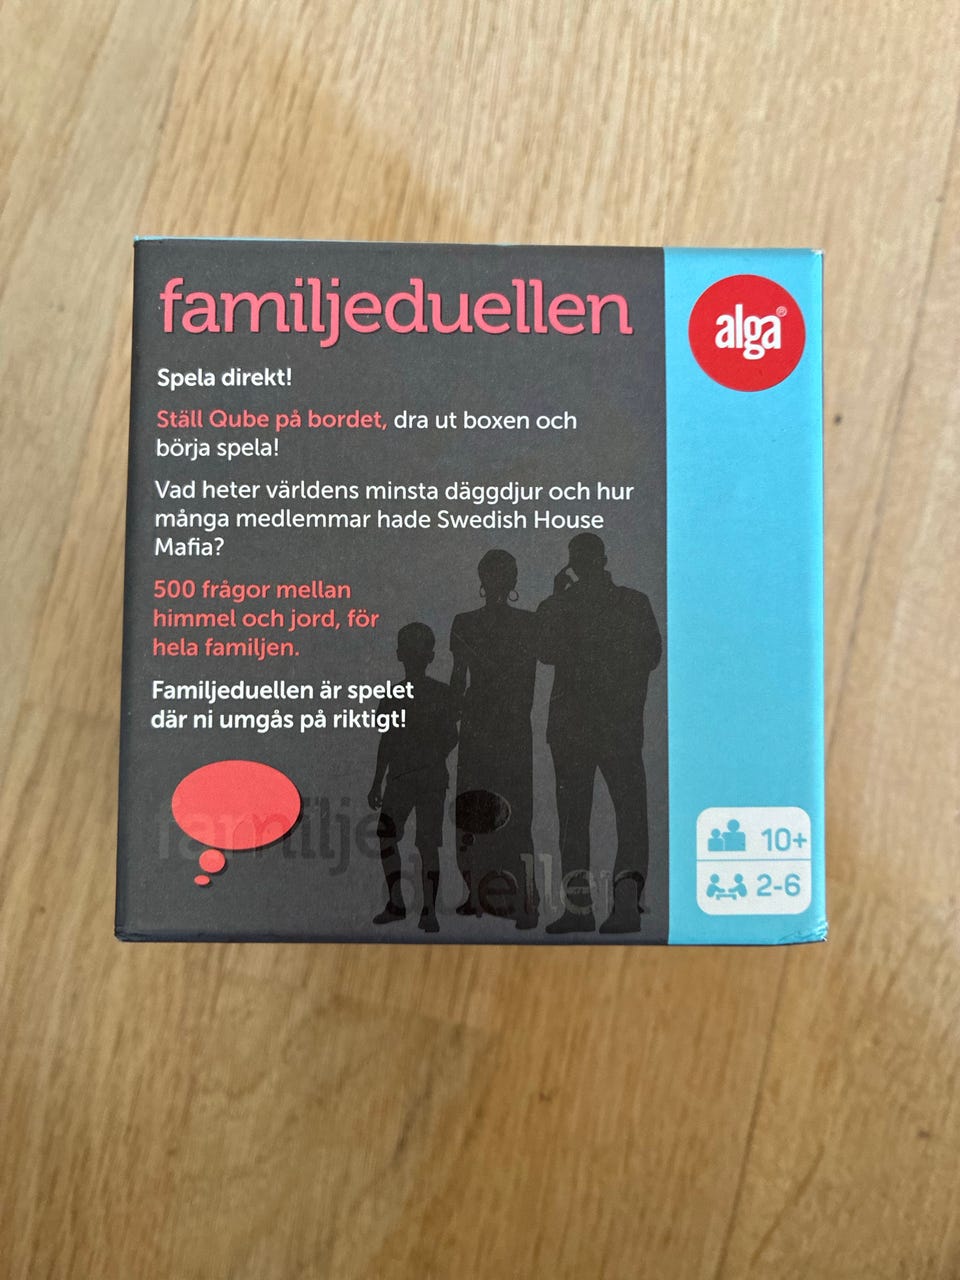 familjeduellen
alga®
Spela direkt!
Ställ Qube på bordet, dra ut boxen och
börja spela!
Vad heter världens minsta däggdjur och hur
många medlemmar hade Swedish House
Mafia?
500 frågor mellan
himmel och jord, för
hela familjen.
Familjeduellen är spelet
där ni umgås på riktigt!
familje
duellen
10+
2-6